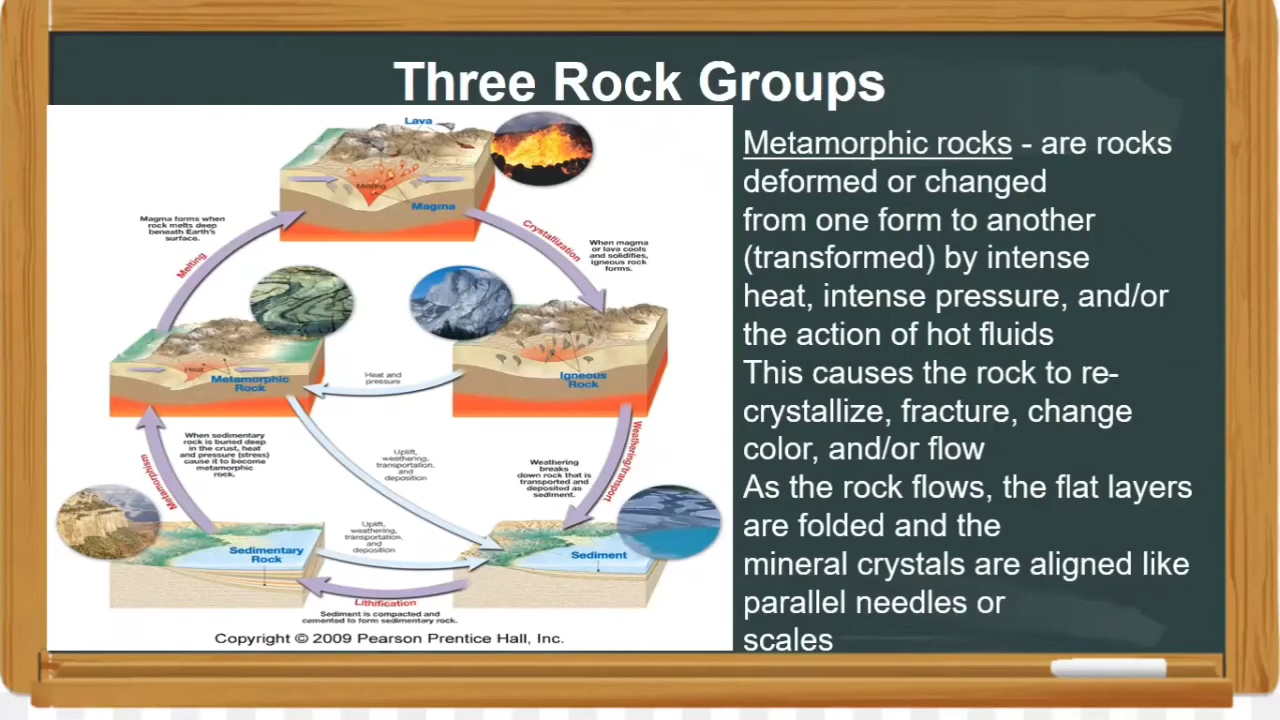 Three Rock Groups
Lava
Melting
Magma
Magma forms when
rock melts deep
beneath Earth's
surface.
Melting
Crystallization
When magma
or lava cools
and solidifies,
igneous rock
forms.
Heat
Metamorphic
Rock
Heat and
pressure
Igneous
Rock
When sedimentary
rock is buried deep
in the crust, heat
and pressure (stress)
cause it to become
metamorphic
rock.
Metamorphism
Uplift,
weathering,
transportation,
and
deposition
Weathering
breaks
down rock that is
transported and
deposited as
sediment.
Weathering/transport
Uplift,
weathering,
transportation,
and
deposition
Sedimentary
Rock
Sediment
Lithification
Sediment is compacted and
cemented to form sedimentary rock.
Copyright © 2009 Pearson Prentice Hall, Inc.
Metamorphic rocks - are rocks
deformed or changed
from one form to another
(transformed) by intense
heat, intense pressure, and/or
the action of hot fluids
This causes the rock to re-
crystallize, fracture, change
color, and/or flow
As the rock flows, the flat layers
are folded and the
mineral crystals are aligned like
parallel needles or
scales